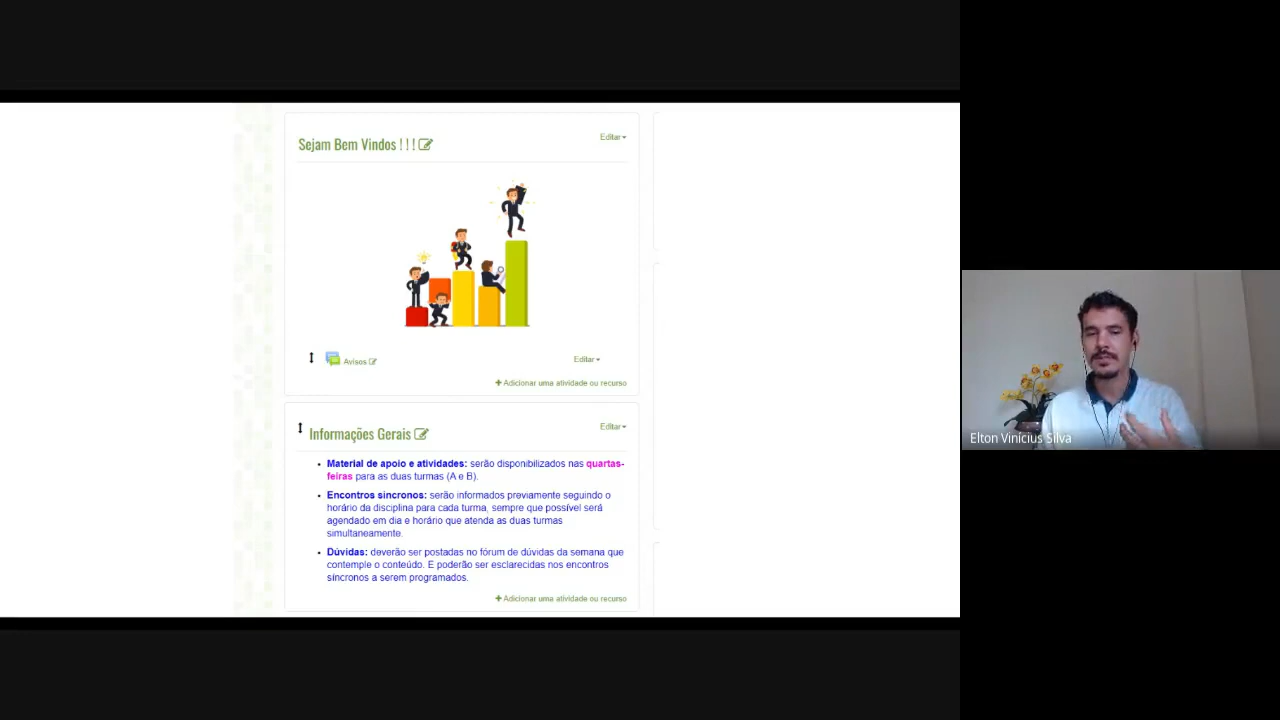 Sejam Bem Vindos ! ! !
Editar
Avisos
Editar
Adicionar uma atividade ou recurso
Informações Gerais
Editar
Material de apoio e atividades: serão disponibilizados nas quartas-
feiras para as duas turmas (A e B).
Encontros síncronos: serão informados previamente seguindo o
horário da disciplina para cada turma, sempre que possível será
agendado em dia e horário que atenda as duas turmas
simultaneamente.
Dúvidas: deverão ser postadas no fórum de dúvidas da semana que
contemple o conteúdo. E poderão ser esclarecidas nos encontros
síncronos a serem programados.
Adicionar uma atividade ou recurso
Elton Vinícius Silva